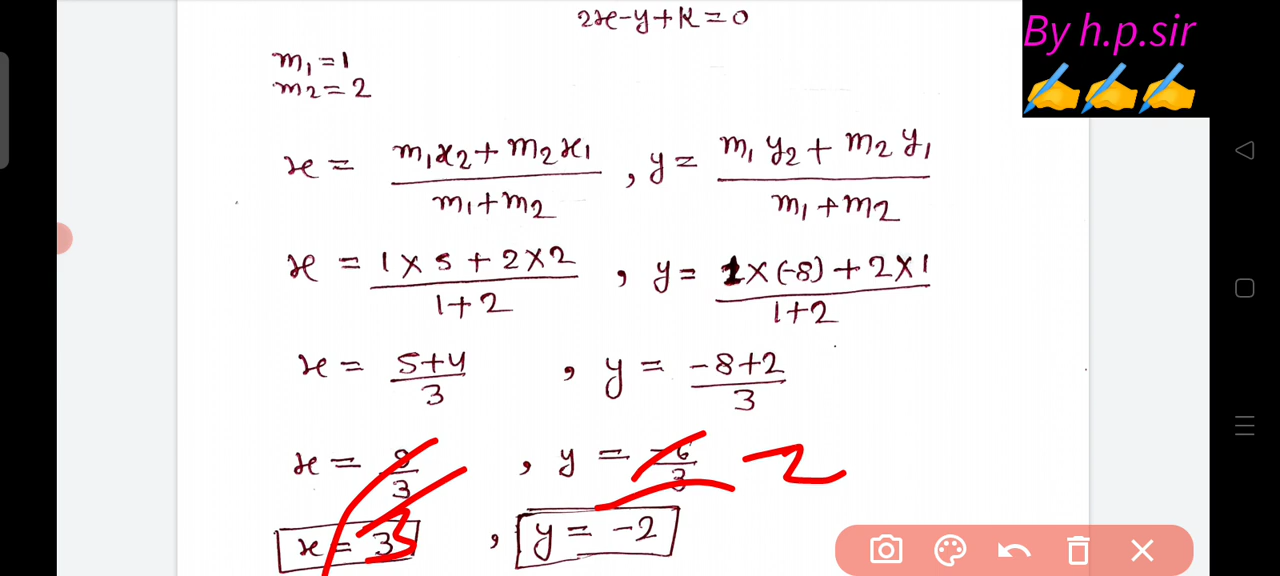 2x-y+k=0
By h.p.sir
m₁=1
m₂=2
x = m₁x₂+m₂x₁ / m₁+m₂ , y = m₁y₂+m₂y₁ / m₁+m₂
x = 1×5+2×2 / 1+2 , y = 1×(-8)+2×1 / 1+2
x = 5+4 / 3 , y = -8+2 / 3
x = 9/3 , y = -6/3 2
x = 3 , y = -2
3